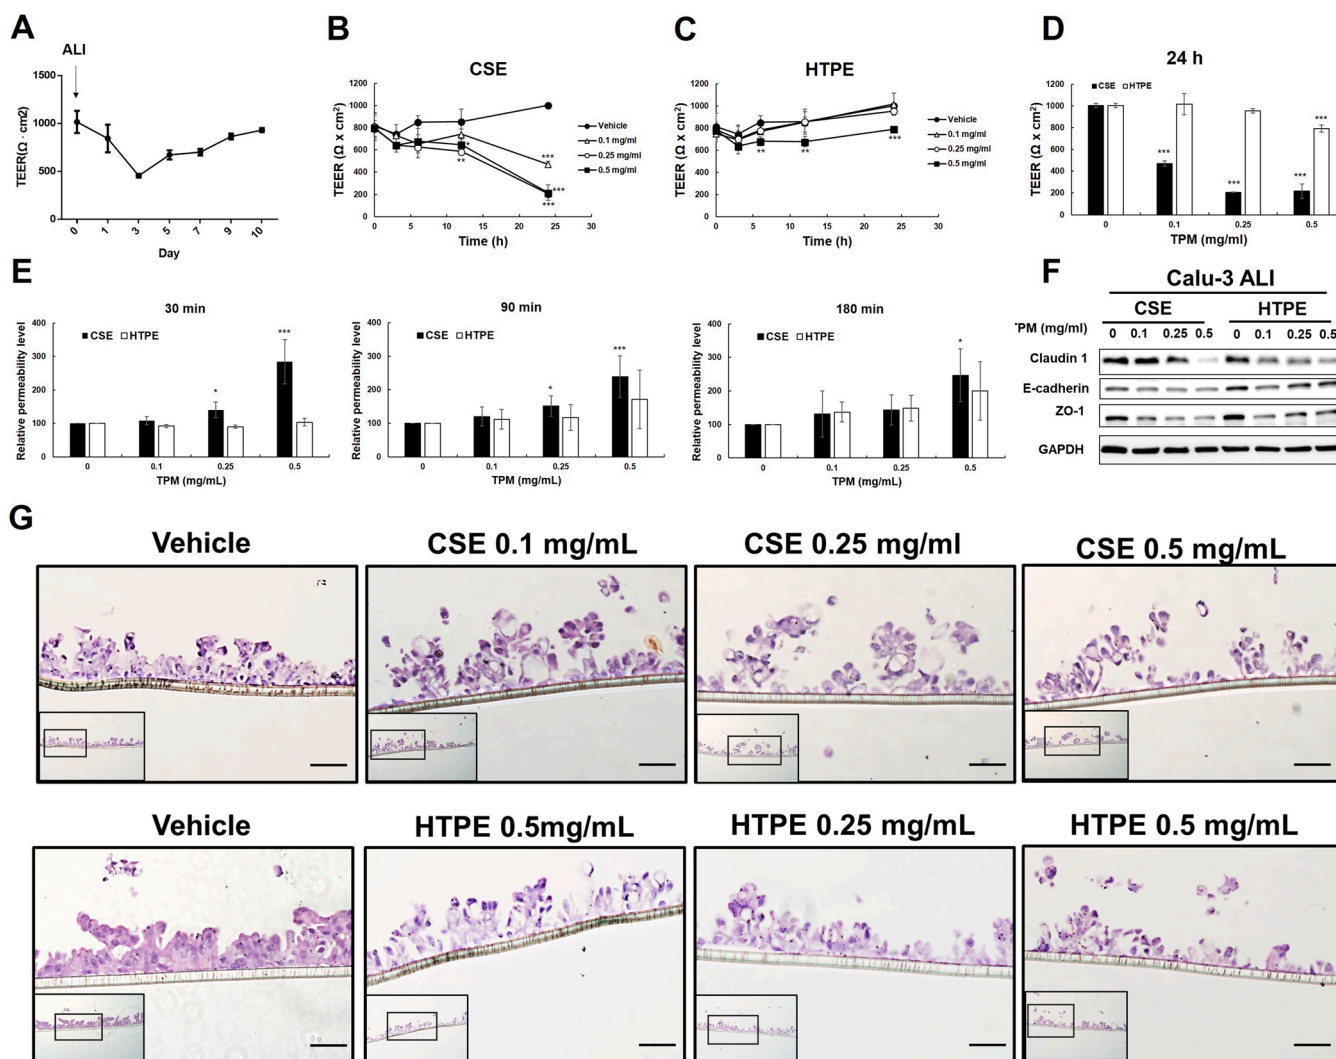 A
ALI
1500
1000
500
0
TEER(Ω · cm2)
0 1 3 5 7 9 10
Day
B
CSE
1200
1000
800
600
400
200
0
TEER (Ω x cm²)
***
*
**
***
***
0 5 10 15 20 25 30
Time (h)
Vehicle
0.1 mg/ml
0.25 mg/ml
0.5 mg/ml
C
HTPE
1200
1000
800
600
400
200
0
TEER (Ω x cm²)
** ** ***
0 5 10 15 20 25 30
Time (h)
Vehicle
0.1 mg/ml
0.25 mg/ml
0.5 mg/ml
D
24 h
CSE HTPE
1200
1000
800
600
400
200
0
TEER (Ω x cm²)
*** *** *** ***
0 0.1 0.25 0.5
TPM (mg/ml)
E
30 min
400
300
200
100
0
Relative permeability level
CSE HTPE
* ***
0 0.1 0.25 0.5
TPM (mg/mL)
90 min
400
300
200
100
0
Relative permeability level
CSE HTPE
* ***
0 0.1 0.25 0.5
TPM (mg/mL)
180 min
400
300
200
100
0
Relative permeability level
CSE HTPE
*
0 0.1 0.25 0.5
TPM (mg/mL)
F
Calu-3 ALI
CSE HTPE
PM (mg/ml) 0 0.1 0.25 0.5 0 0.1 0.25 0.5
Claudin 1
E-cadherin
ZO-1
GAPDH
G
Vehicle CSE 0.1 mg/mL CSE 0.25 mg/ml CSE 0.5 mg/mL
Vehicle HTPE 0.5mg/mL HTPE 0.25 mg/mL HTPE 0.5 mg/mL